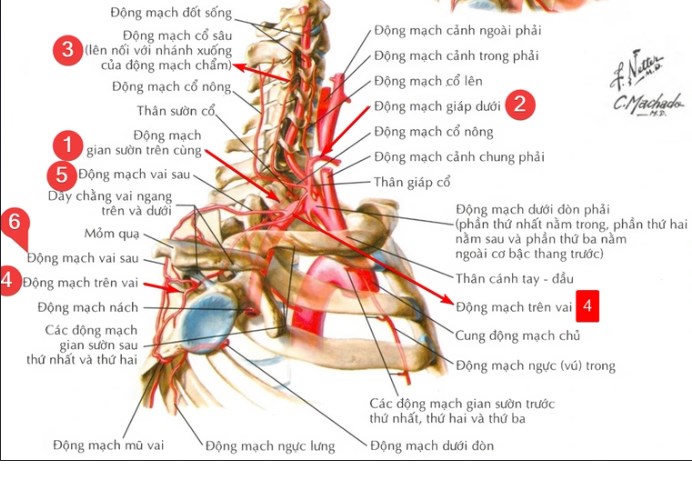 Động mạch đốt sống
3
Động mạch cổ sâu
(lên nối với nhánh xuống
của động mạch chẩm)
Động mạch cổ nông
Thân sườn cổ
1
Động mạch
gian sườn trên cùng
5
Động mạch vai sau
Dây chằng vai ngang
trên và dưới
6
Mỏm quạ
Động mạch vai sau
4
Động mạch trên vai
Động mạch nách
Các động mạch
gian sườn sau
thứ nhất và thứ hai
Động mạch mũ vai
Động mạch ngực lưng
Động mạch dưới đòn
Động mạch cảnh ngoài phải
Động mạch cảnh trong phải
Động mạch cổ lên
Động mạch giáp dưới
2
Động mạch cổ nông
Động mạch cảnh chung phải
Thân giáp cổ
Động mạch dưới đòn phải
(phần thứ nhất nằm trong, phần thứ hai
nằm sau và phần thứ ba nằm
ngoài cơ bậc thang trước)
Thân cánh tay - đầu
Động mạch trên vai
4
Cung động mạch chủ
Động mạch ngực (vú) trong
Các động mạch gian sườn trước
thứ nhất, thứ hai và thứ ba
F. Netter
M.D.
C. Machado
M.D.